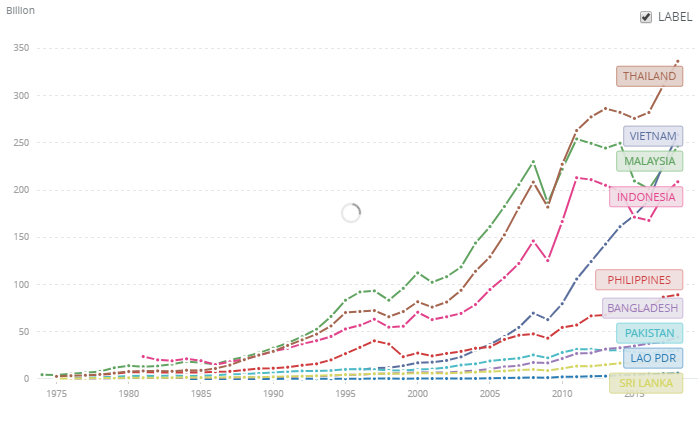 Billion
LABEL
350
THAILAND
300
VIETNAM
250
MALAYSIA
200
INDONESIA
150
100
PHILIPPINES
BANGLADESH
50
PAKISTAN
LAO PDR
0
SRI LANKA
1975
1980
1985
1990
1995
2000
2005
2010
2015